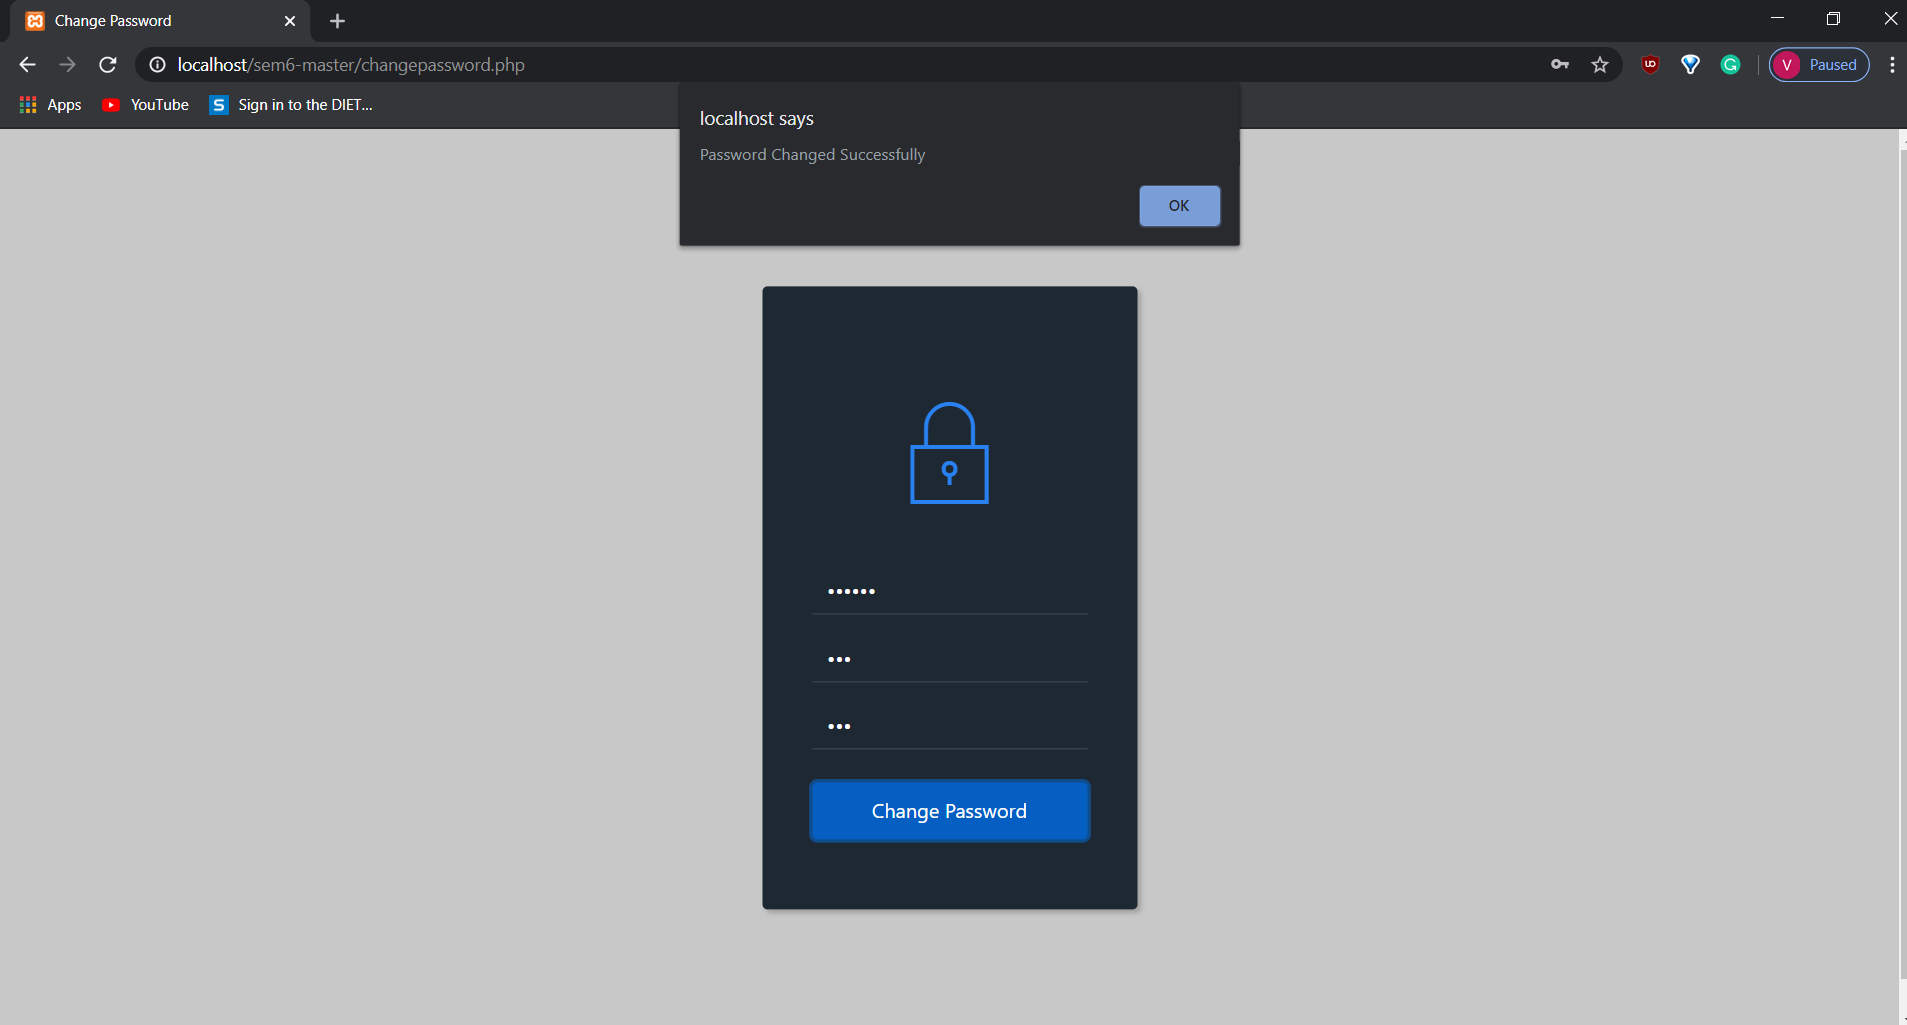 Change Password
localhost/sem6-master/changepassword.php
V Paused
Apps
YouTube
S Sign in to the DIET...
localhost says
Password Changed Successfully
OK
••••••
•••
•••
Change Password